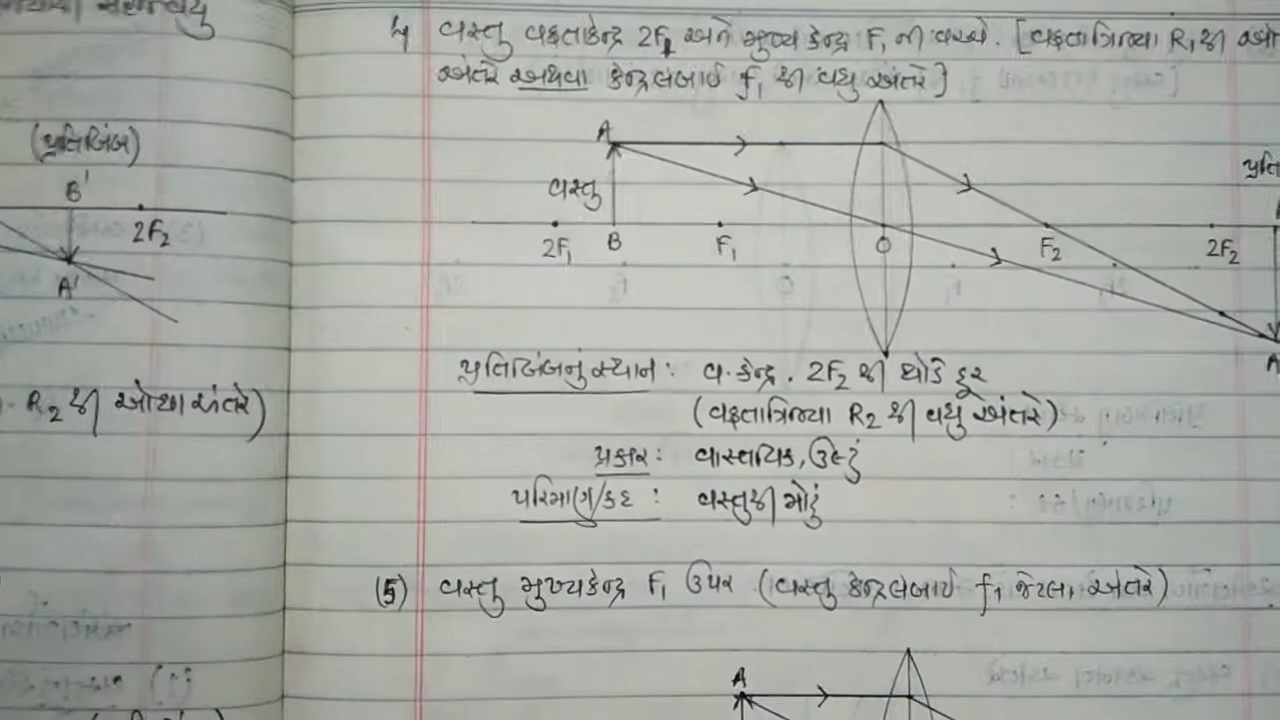 (પ્રતિબિંબ)
B'
2F₂
A'
R₂ થી ઓછા અંતરે)
4 વસ્તુ વક્રતાકેન્દ્ર 2F₁ અને મુખ્ય કેન્દ્ર F₁ ની વચ્ચે. [વક્રતાત્રિજ્યા R₁ થી
અંતરે અથવા કેન્દ્રલંબાઈ f₁ થી વધુ અંતરે]
A
વસ્તુ
2F₁ B F₁ O F₂ 2F₂
A
પ્રતિબિંબનું સ્થાન : વ. કેન્દ્ર. 2F₂ થી થોડે દૂર
(વક્રતાત્રિજ્યા R₂ થી વધુ અંતરે)
પ્રકાર : વાસ્તવિક, ઉલ્ટું
પરિમાણ/કદ : વસ્તુથી મોટું
(5) વસ્તુ મુખ્યકેન્દ્ર F₁ ઉપર (વસ્તુ કેન્દ્રલંબાઈ f₁ જેટલા અંતરે)
A